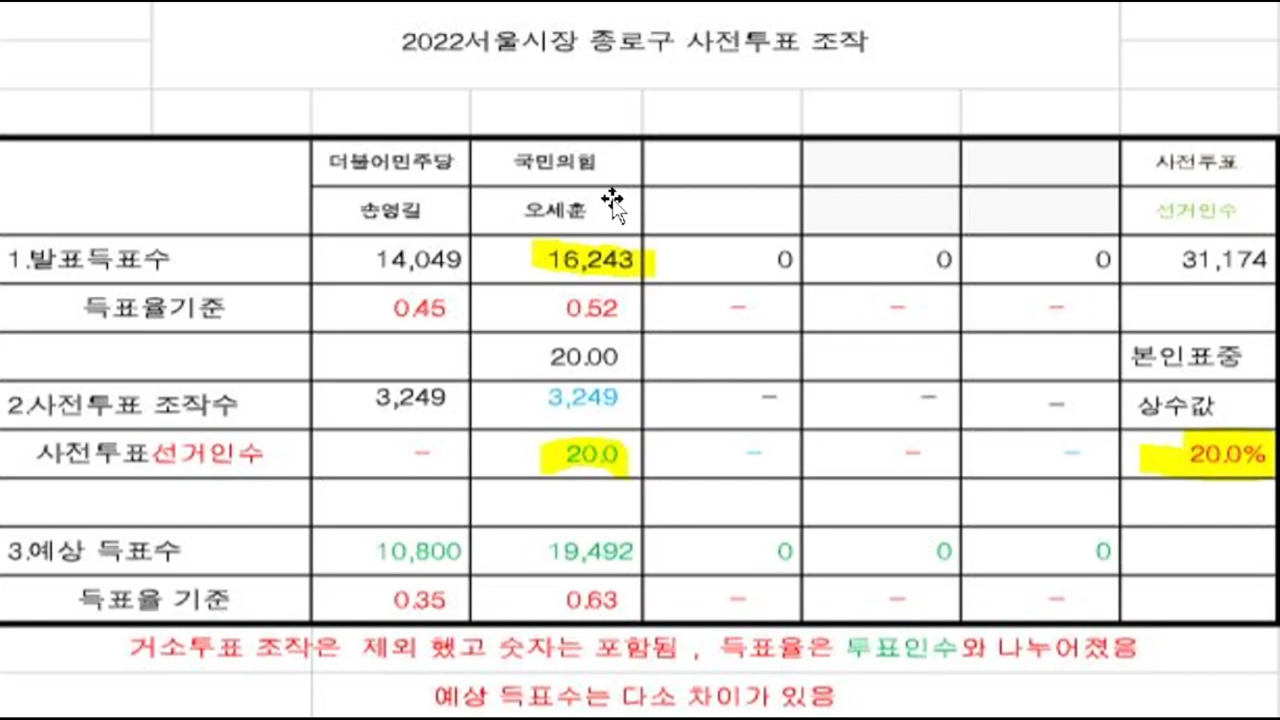 2022서울시장 종로구 사전투표 조작
더불어민주당 국민의힘 사전투표
송영길 오세훈 선거인수
1.발표득표수 14,049 16,243 0 0 0 31,174
득표율기준 0.45 0.52 – – –
20.00 본인표중
2.사전투표 조작수 3,249 3,249 – – – 상수값
사전투표선거인수 – 20.0 – – – 20.0%
3.예상 득표수 10,800 19,492 0 0 0
득표율 기준 0.35 0.63 – – –
거소투표 조작은 제외 했고 숫자는 포함됨 , 득표율은 투표인수와 나누어졌음
예상 득표수는 다소 차이가 있음